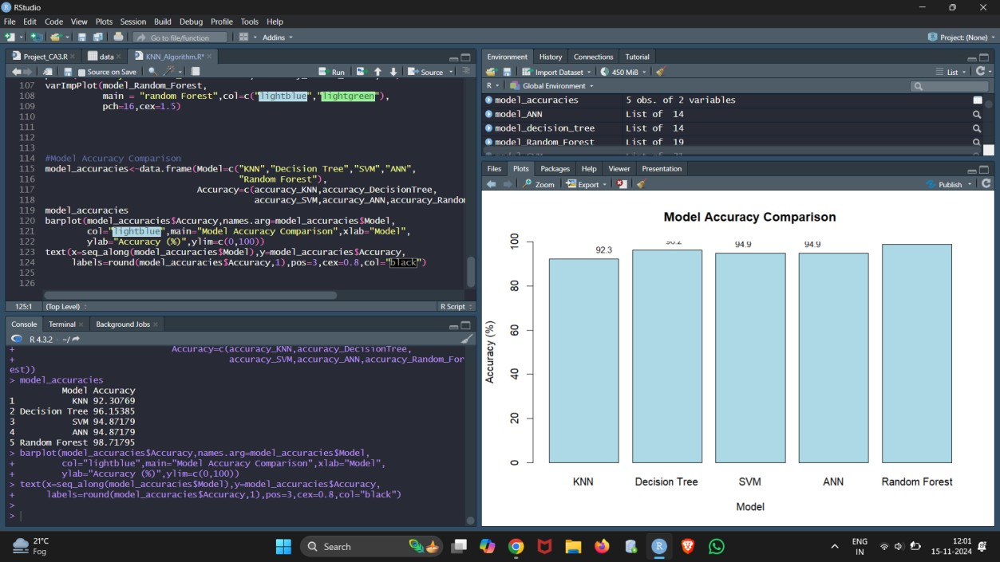 RStudio
File Edit Code View Plots Session Build Debug Profile Tools Help
Go to file/function Addins Project: (None)
Project_CA3.R data KNN_Algorithm.R*
Source on Save Run Source
107 varImpPlot(model_Random_Forest,
108 main = "random Forest",col=c("lightblue","lightgreen"),
109 pch=16,cex=1.5)
110
111
112
113
114 #Model Accuracy Comparison
115 model_accuracies<-data.frame(Model=c("KNN","Decision Tree","SVM","ANN",
116 "Random Forest"),
117 Accuracy=c(accuracy_KNN,accuracy_DecisionTree,
118 accuracy_SVM,accuracy_ANN,accuracy_Rando
119 model_accuracies
120 barplot(model_accuracies$Accuracy,names.arg=model_accuracies$Model,
121 col="lightblue",main="Model Accuracy Comparison",xlab="Model",
122 ylab="Accuracy (%)",ylim=c(0,100))
123 text(x=seq_along(model_accuracies$Model),y=model_accuracies$Accuracy,
124 labels=round(model_accuracies$Accuracy,1),pos=3,cex=0.8,col="black")
125
126
125:1 (Top Level) R Script
Console Terminal Background Jobs
R 4.3.2 · ~/
+ Accuracy=c(accuracy_KNN,accuracy_DecisionTree,
+ accuracy_SVM,accuracy_ANN,accuracy_Random_For
est))
> model_accuracies
Model Accuracy
1 KNN 92.30769
2 Decision Tree 96.15385
3 SVM 94.87179
4 ANN 94.87179
5 Random Forest 98.71795
> barplot(model_accuracies$Accuracy,names.arg=model_accuracies$Model,
+ col="lightblue",main="Model Accuracy Comparison",xlab="Model",
+ ylab="Accuracy (%)",ylim=c(0,100))
> text(x=seq_along(model_accuracies$Model),y=model_accuracies$Accuracy,
+ labels=round(model_accuracies$Accuracy,1),pos=3,cex=0.8,col="black")
>
>
Environment History Connections Tutorial
Import Dataset 450 MiB List
R Global Environment
model_accuracies 5 obs. of 2 variables
model_ANN List of 14
model_decision_tree List of 14
model_Random_Forest List of 19
Files Plots Packages Help Viewer Presentation
Zoom Export Publish
Model Accuracy Comparison
Accuracy (%)
100
80
60
40
20
0
92.3 94.9 94.9
KNN Decision Tree SVM ANN Random Forest
Model
21°C
Fog
Search
ENG
IN
12:01
15-11-2024